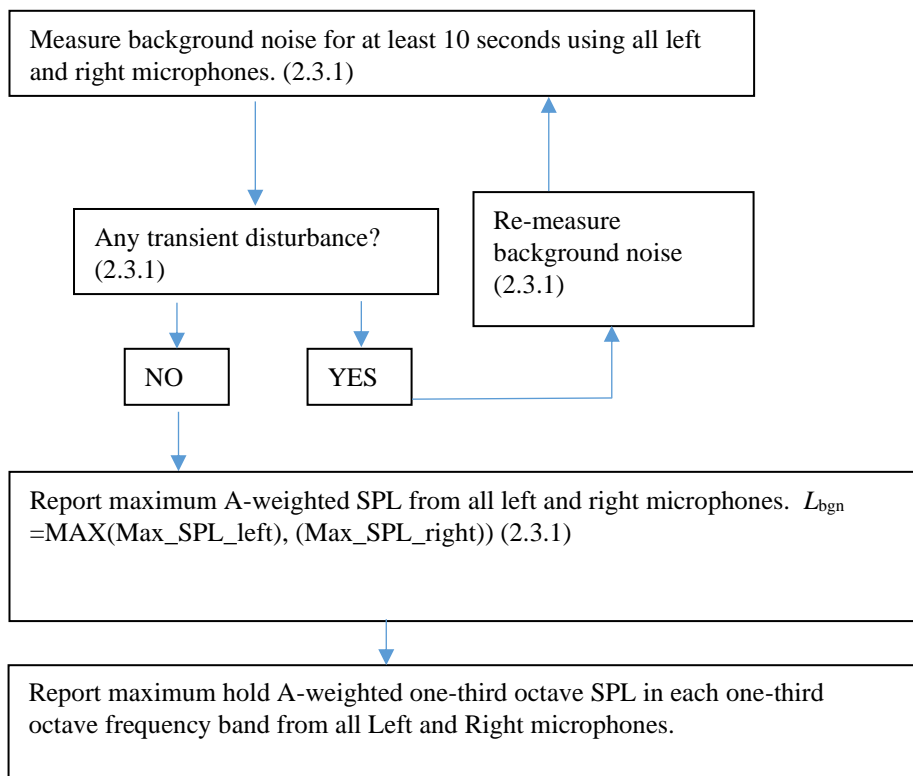 Measure background noise for at least 10 seconds using all left
and right microphones. (2.3.1)
Any transient disturbance?
(2.3.1)
Re-measure
background noise
(2.3.1)
NO
YES
Report maximum A-weighted SPL from all left and right microphones. Lbgn
=MAX(Max_SPL_left), (Max_SPL_right)) (2.3.1)
Report maximum hold A-weighted one-third octave SPL in each one-third
octave frequency band from all Left and Right microphones.